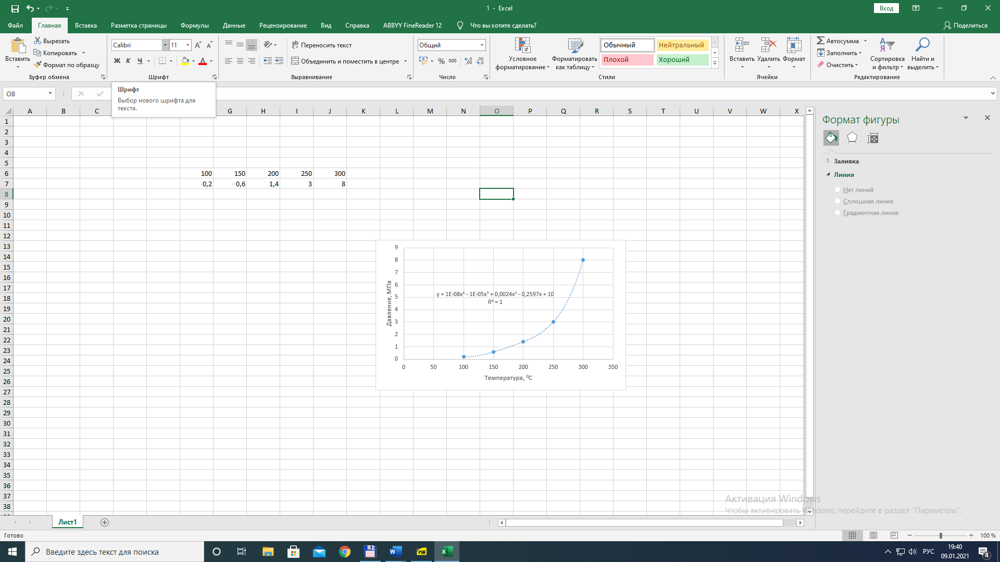 1 - Excel
Вход
Файл Главная Вставка Разметка страницы Формулы Данные Рецензирование Вид Справка ABBYY FineReader 12 Что вы хотите сделать? Поделиться
Вставить
Вырезать
Копировать
Формат по образцу
Буфер обмена
Calibri 11
Ж К Ч
Шрифт
Переносить текст
Объединить и поместить в центре
Выравнивание
Общий
% 000
Число
Условное форматирование
Форматировать как таблицу
Обычный Нейтральный
Плохой Хороший
Стили
Вставить Удалить Формат
Ячейки
Автосумма
Заполнить
Очистить
Сортировка и фильтр
Найти и выделить
Редактирование
O8
Шрифт
Выбор нового шрифта для
текста.
A B C G H I J K L M N O P Q R S T U V W X
1
2
3
4
5
6 100 150 200 250 300
7 0,2 0,6 1,4 3 8
8
9
10
11
12
13
14
15
16
17
18
19
20
21
22
23
24
25
26
27
28
29
30
31
32
33
34
35
36
37
38
9
8
7
6
5
4
3
2
1
0
Давление, МПа
y = 1E-08x⁴ - 1E-05x³ + 0,0024x² - 0,2597x + 10
R² = 1
0 50 100 150 200 250 300 350
Температура, ⁰С
Формат фигуры
Заливка
Линия
Нет линий
Сплошная линия
Градиентная линия
Активация Windows
Чтобы активировать Windows, перейдите в раздел "Параметры".
Лист1
Готово
100 %
Введите здесь текст для поиска
РУС
19:40
09.01.2021
4